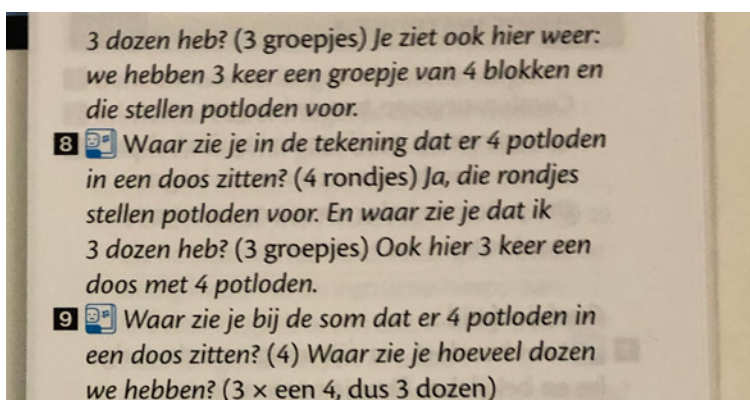 3 dozen heb? (3 groepjes) Je ziet ook hier weer:
we hebben 3 keer een groepje van 4 blokken en
die stellen potloden voor.
8 Waar zie je in de tekening dat er 4 potloden
in een doos zitten? (4 rondjes) Ja, die rondjes
stellen potloden voor. En waar zie je dat ik
3 dozen heb? (3 groepjes) Ook hier 3 keer een
doos met 4 potloden.
9 Waar zie je bij de som dat er 4 potloden in
een doos zitten? (4) Waar zie je hoeveel dozen
we hebben? (3 × een 4, dus 3 dozen)